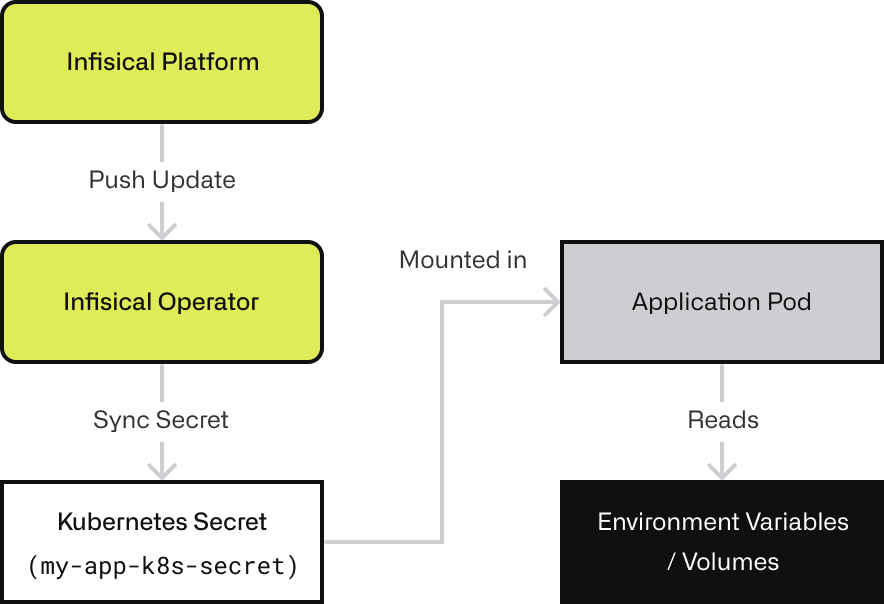 Infisical Platform
Push Update
Infisical Operator
Sync Secret
Kubernetes Secret
(my-app-k8s-secret)
Mounted in
Application Pod
Reads
Environment Variables
/ Volumes